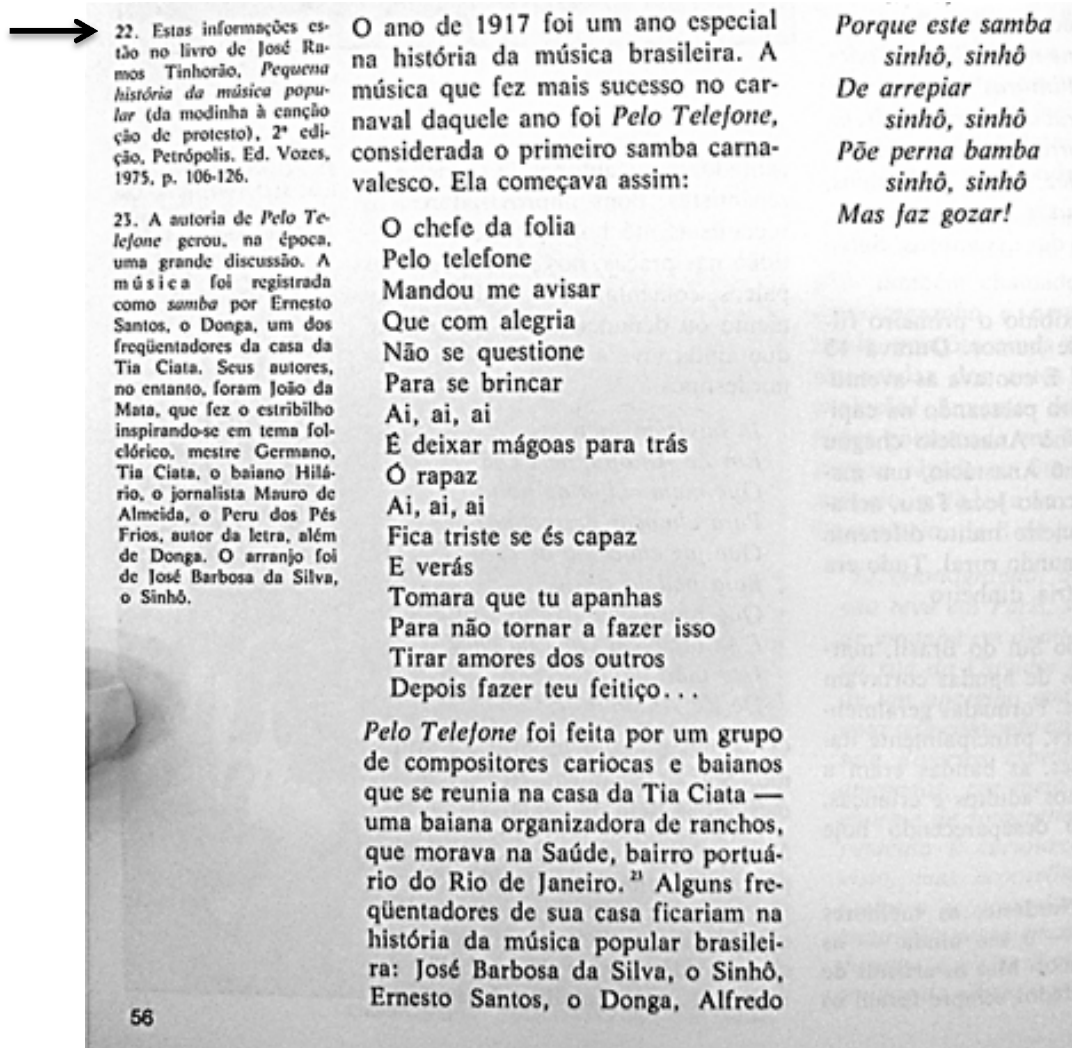 22. Estas informações es-
tão no livro de José Ra-
mos Tinhorão, Pequena
história da música popu-
lar (da modinha à canção
ção de protesto), 2ª edi-
ção, Petrópolis, Ed. Vozes,
1975, p. 106-126.
23. A autoria de Pelo Te-
lefone gerou, na época,
uma grande discussão. A
música foi registrada
como samba por Ernesto
Santos, o Donga, um dos
freqüentadores da casa da
Tia Ciata. Seus autores,
no entanto, foram João da
Mata, que fez o estribilho
inspirando-se em tema fol-
clórico, mestre Germano,
Tia Ciata, o baiano Hilá-
rio, o jornalista Mauro de
Almeida, o Peru dos Pés
Frios, autor da letra, além
de Donga. O arranjo foi
de José Barbosa da Silva,
o Sinhô.
56
O ano de 1917 foi um ano especial
na história da música brasileira. A
música que fez mais sucesso no car-
naval daquele ano foi Pelo Telefone,
considerada o primeiro samba carna-
valesco. Ela começava assim:
O chefe da folia
Pelo telefone
Mandou me avisar
Que com alegria
Não se questione
Para se brincar
Ai, ai, ai
É deixar mágoas para trás
Ó rapaz
Ai, ai, ai
Fica triste se és capaz
E verás
Tomara que tu apanhas
Para não tornar a fazer isso
Tirar amores dos outros
Depois fazer teu feitiço...
Pelo Telefone foi feita por um grupo
de compositores cariocas e baianos
que se reunia na casa da Tia Ciata —
uma baiana organizadora de ranchos,
que morava na Saúde, bairro portuá-
rio do Rio de Janeiro. 23 Alguns fre-
qüentadores de sua casa ficariam na
história da música popular brasilei-
ra: José Barbosa da Silva, o Sinhô,
Ernesto Santos, o Donga, Alfredo
Porque este samba
sinhô, sinhô
De arrepiar
sinhô, sinhô
Põe perna bamba
sinhô, sinhô
Mas faz gozar!